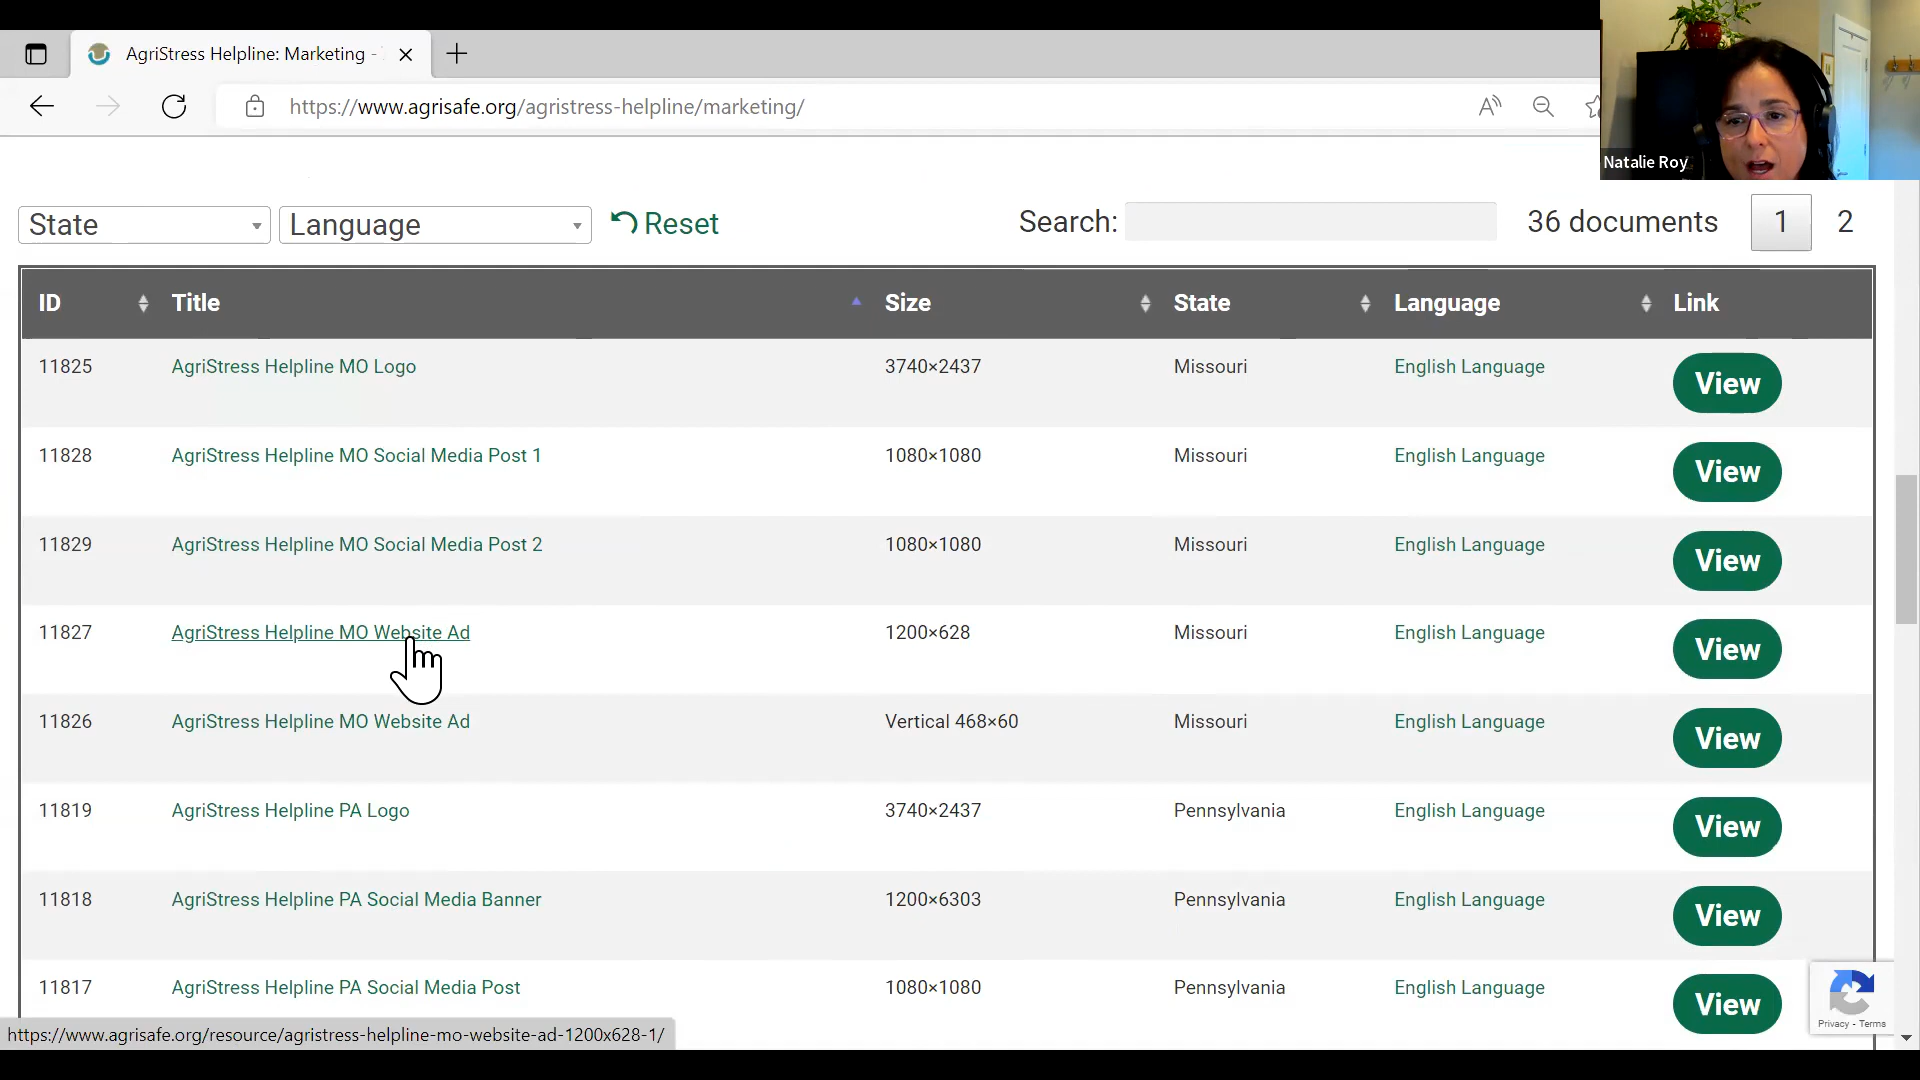 AgriStress Helpline: Marketing -
https://www.agrisafe.org/agristress-helpline/marketing/
Natalie Roy
State
Language
Reset
Search:
36 documents
1
2
ID
Title
Size
State
Language
Link
11825
AgriStress Helpline MO Logo
3740×2437
Missouri
English Language
View
11828
AgriStress Helpline MO Social Media Post 1
1080×1080
Missouri
English Language
View
11829
AgriStress Helpline MO Social Media Post 2
1080×1080
Missouri
English Language
View
11827
AgriStress Helpline MO Website Ad
1200×628
Missouri
English Language
View
11826
AgriStress Helpline MO Website Ad
Vertical 468×60
Missouri
English Language
View
11819
AgriStress Helpline PA Logo
3740×2437
Pennsylvania
English Language
View
11818
AgriStress Helpline PA Social Media Banner
1200×6303
Pennsylvania
English Language
View
11817
AgriStress Helpline PA Social Media Post
1080×1080
Pennsylvania
English Language
View
Privacy - Terms
https://www.agrisafe.org/resource/agristress-helpline-mo-website-ad-1200x628-1/